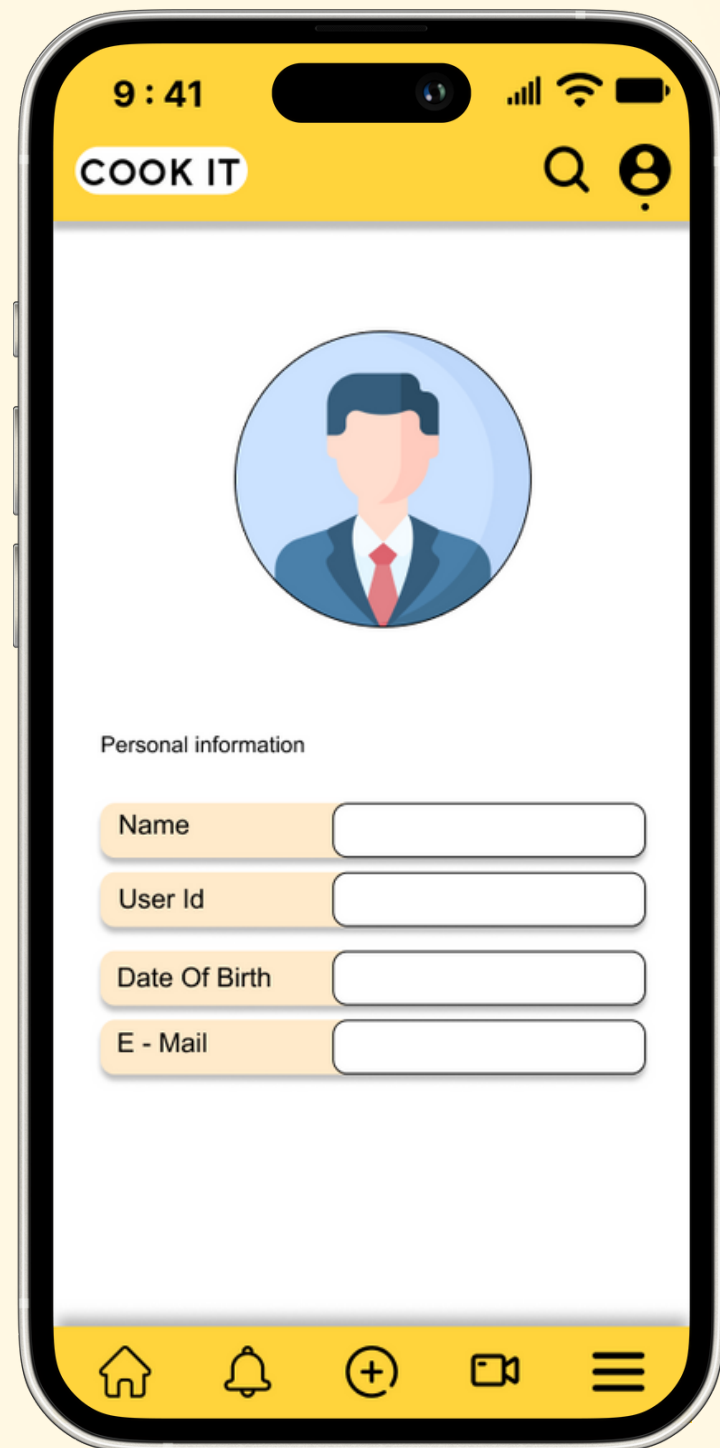 9 : 41
COOK IT
Personal information
Name
User Id
Date Of Birth
E - Mail